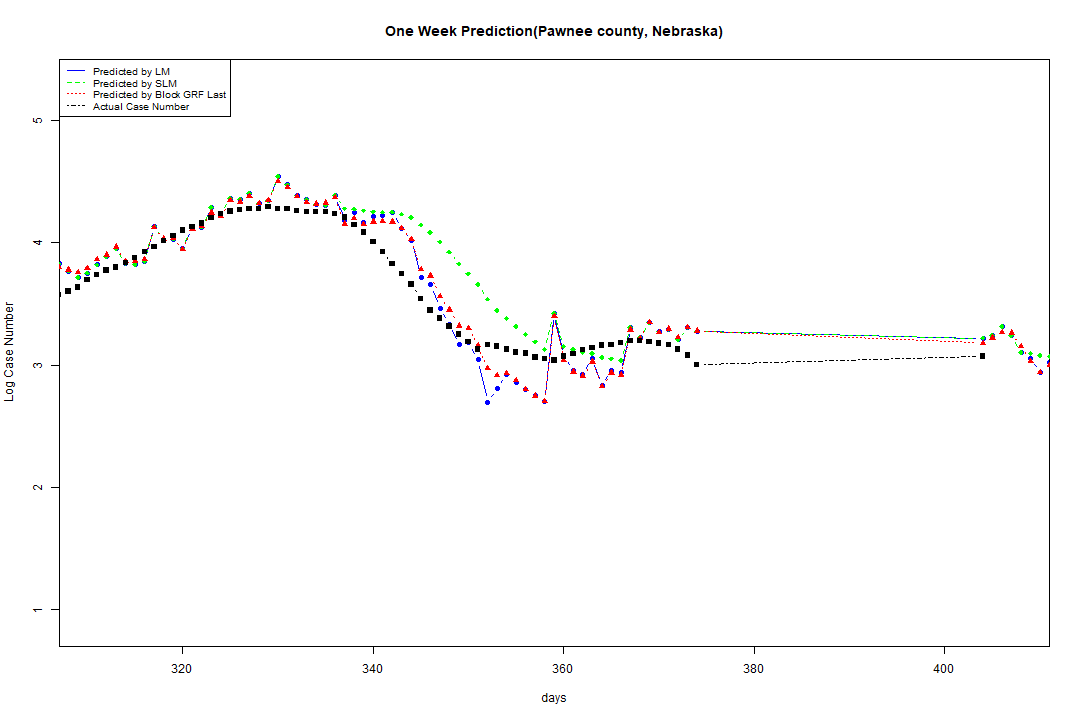 One Week Prediction(Pawnee county, Nebraska)
Predicted by LM
Predicted by SLM
Predicted by Block GRF Last
Actual Case Number
5
4
3
2
1
Log Case Number
320 340 360 380 400
days